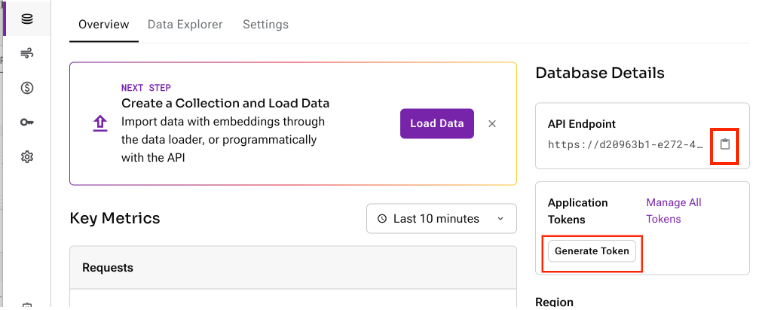 Overview Data Explorer Settings
NEXT STEP
Create a Collection and Load Data
Import data with embeddings through
the data loader, or programmatically
with the API
Load Data
Key Metrics
Last 10 minutes
Requests
Database Details
API Endpoint
https://d20963b1-e272-4…
Application
Tokens
Manage All
Tokens
Generate Token
Region